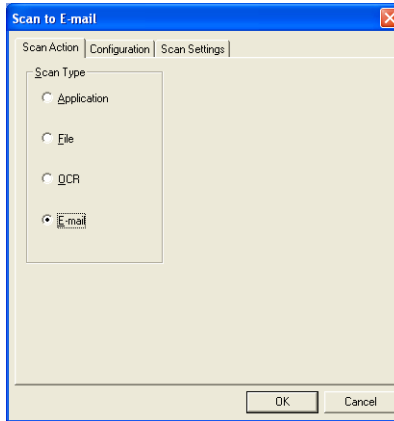 Scan to E-mail
Scan Action Configuration Scan Settings
Scan Type
Application
File
OCR
E-mail
OK Cancel